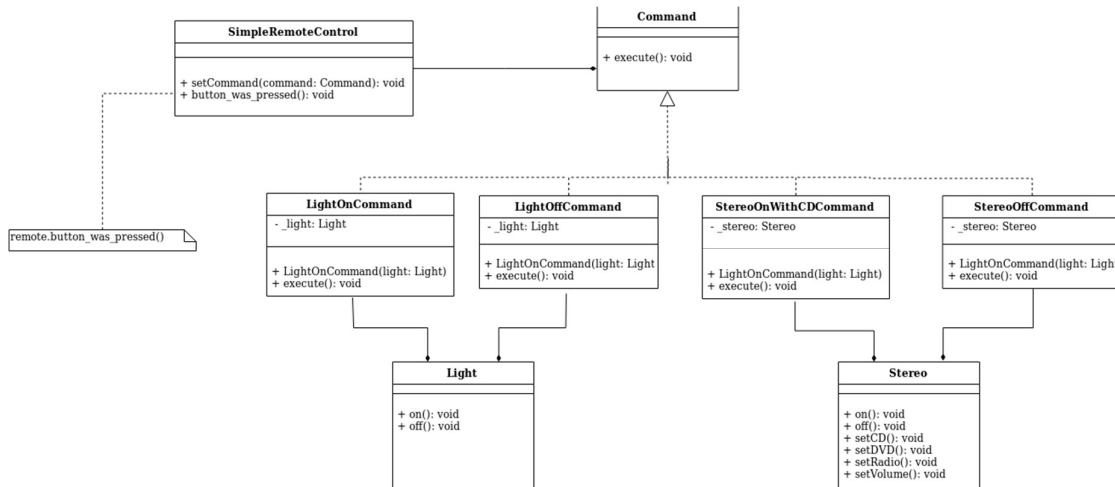 SimpleRemoteControl
+ setCommand(command: Command): void
+ button_was_pressed(): void
Command
+ execute(): void
remote.button_was_pressed()
LightOnCommand
- _light: Light
+ LightOnCommand(light: Light)
+ execute(): void
LightOffCommand
- _light: Light
+ LightOnCommand(light: Light
+ execute(): void
StereoOnWithCDCommand
- _stereo: Stereo
+ LightOnCommand(light: Light)
+ execute(): void
StereoOffCommand
- _stereo: Stereo
+ LightOnCommand(light: Light
+ execute(): void
Light
+ on(): void
+ off(): void
Stereo
+ on(): void
+ off(): void
+ setCD(): void
+ setDVD(): void
+ setRadio(): void
+ setVolume(): void